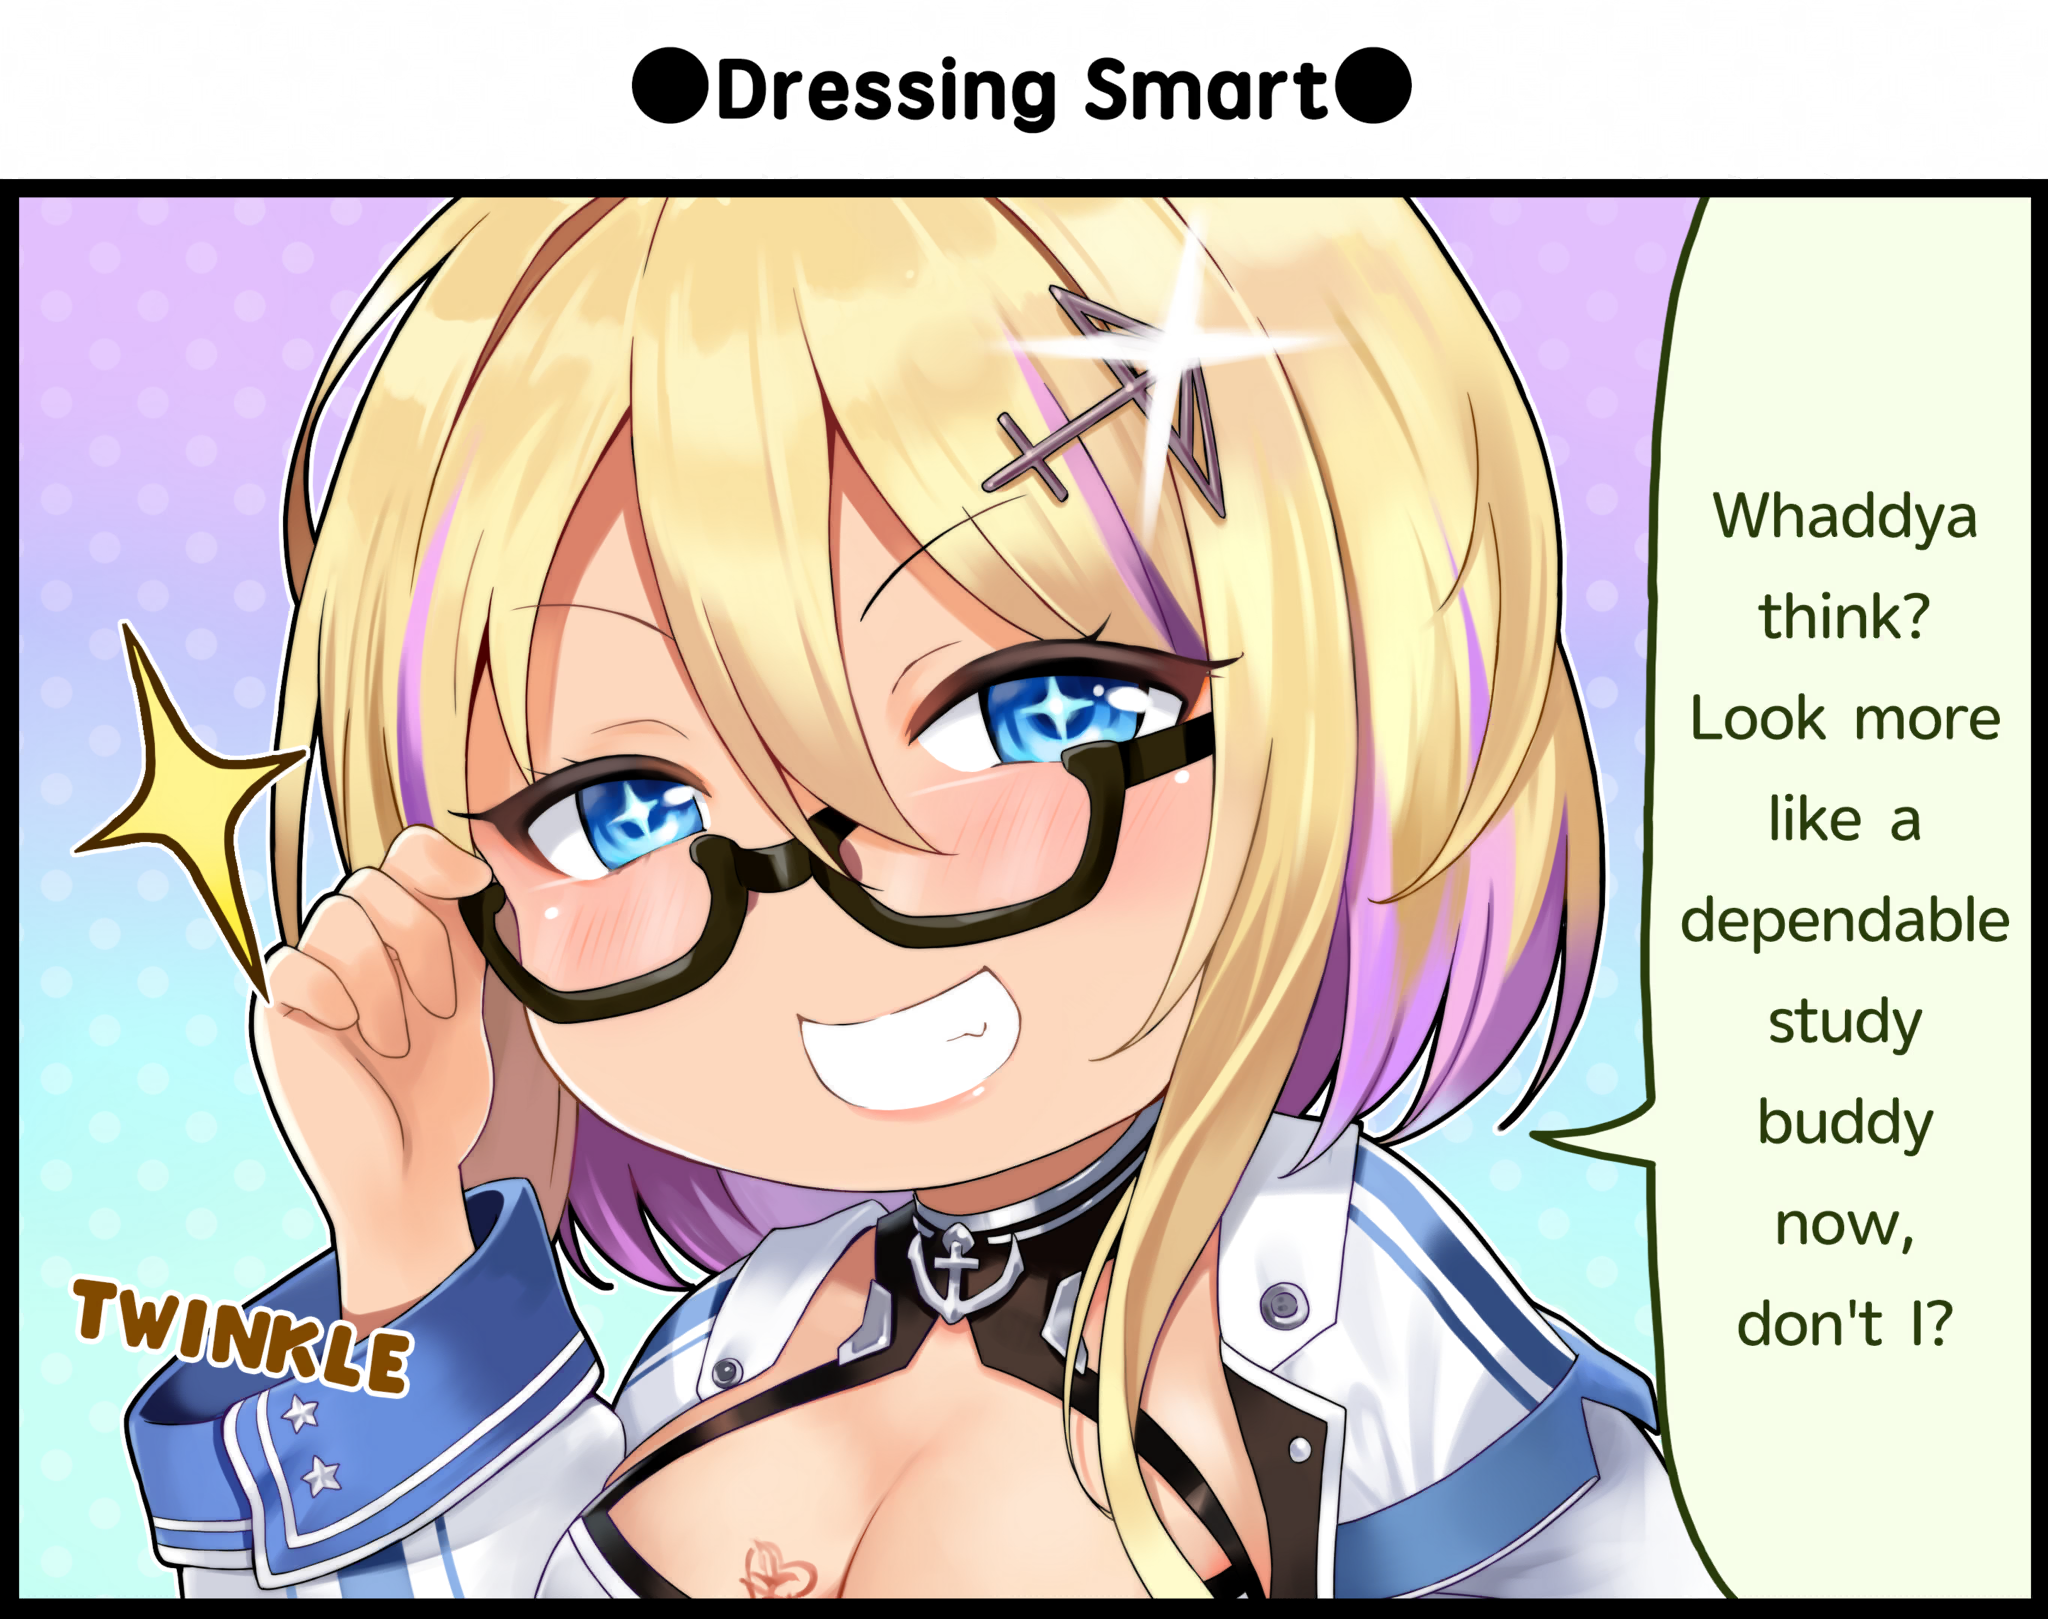 ●Dressing Smart●
Whaddya
think?
Look more
like a
dependable
study
buddy
now,
don't I?
TWINKLE